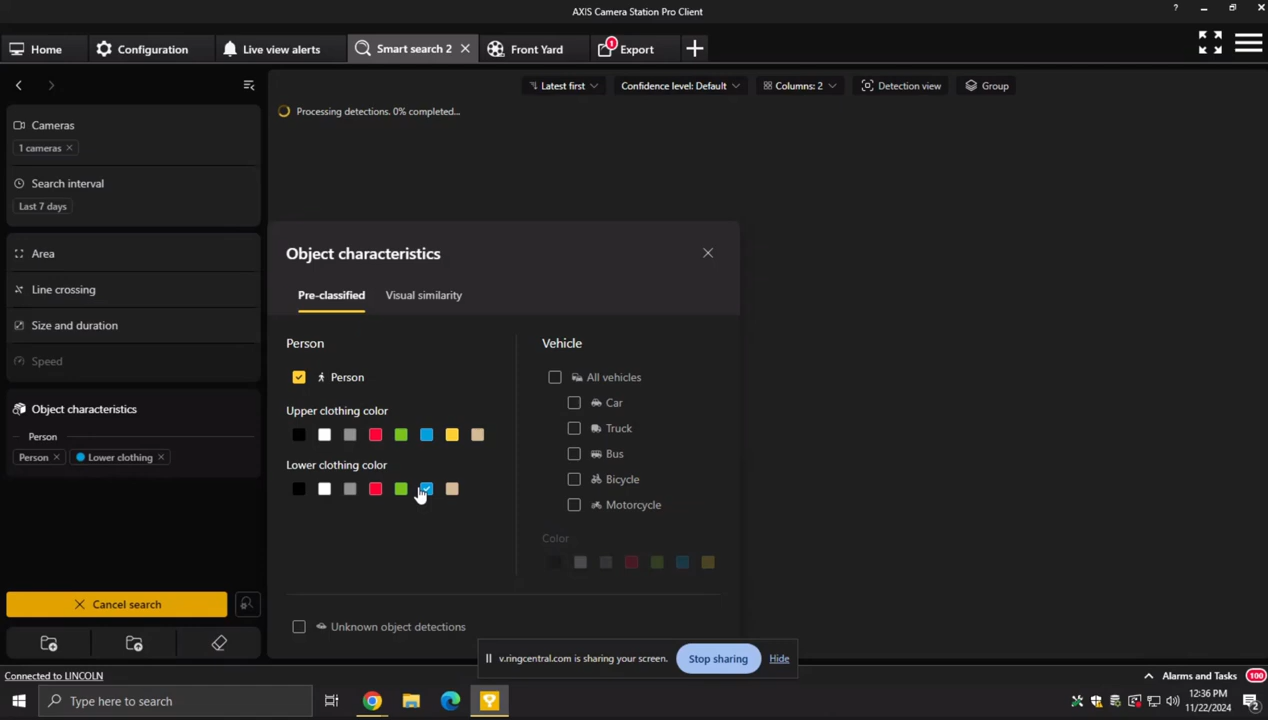 AXIS Camera Station Pro Client
?
Home
Configuration
Live view alerts
Smart search 2
Front Yard
1
Export
Latest first
Confidence level: Default
Columns: 2
Detection view
Group
Cameras
1 cameras
Processing detections. 0% completed...
Search interval
Last 7 days
Area
Line crossing
Size and duration
Speed
Object characteristics
Person
Person
Lower clothing
Cancel search
Object characteristics
Pre-classified
Visual similarity
Person
Person
Upper clothing color
Lower clothing color
Vehicle
All vehicles
Car
Truck
Bus
Bicycle
Motorcycle
Color
Unknown object detections
v.ringcentral.com is sharing your screen.
Stop sharing
Hide
Connected to LINCOLN
Alarms and Tasks
100
Type here to search
12:36 PM
11/22/2024
2